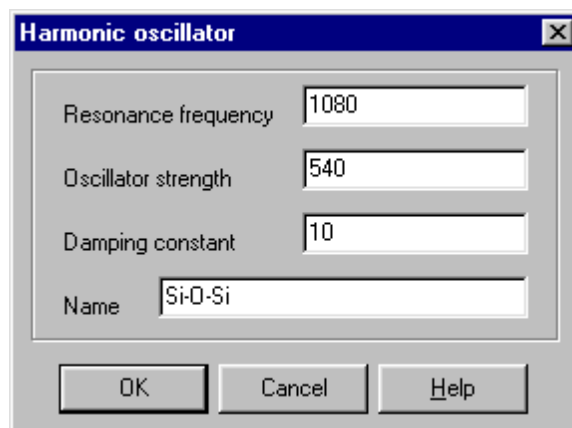 Harmonic oscillator
Resonance frequency 1080
Oscillator strength 540
Damping constant 10
Name Si-O-Si
OK Cancel Help